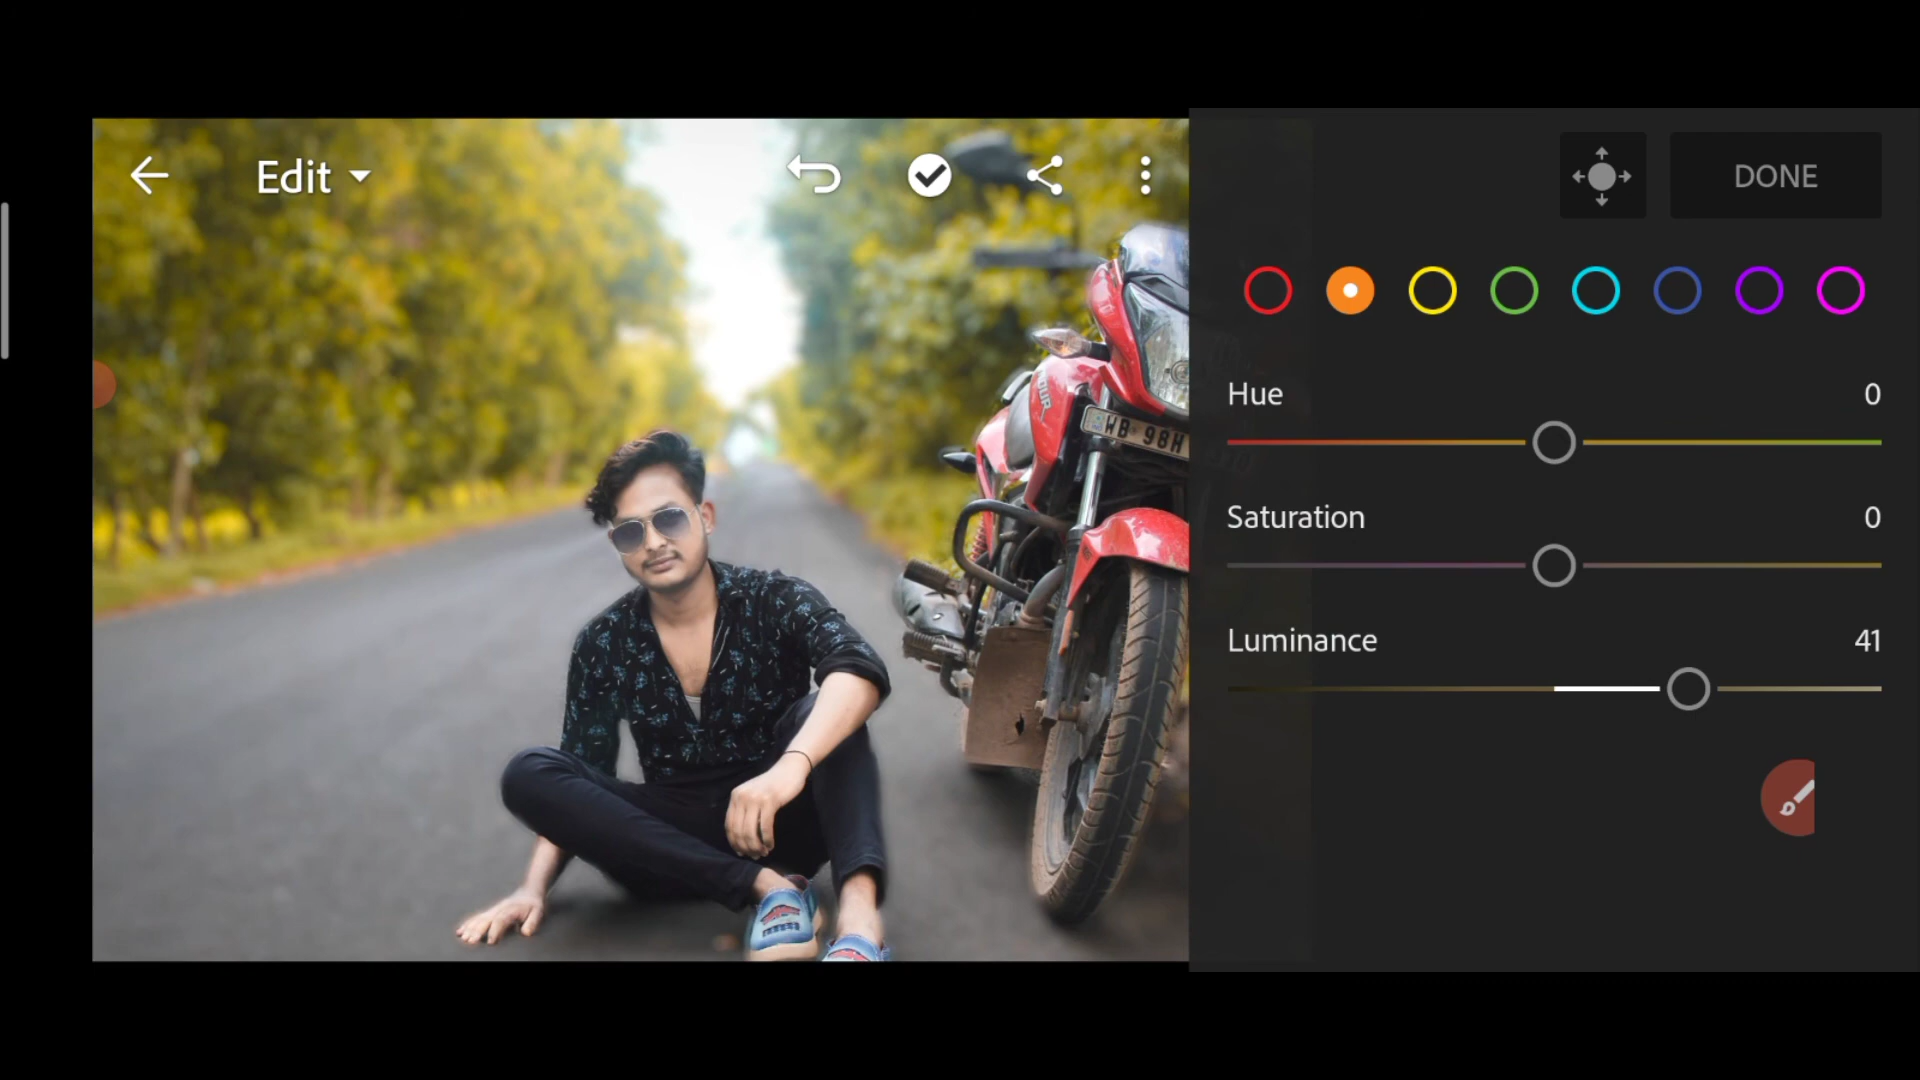 Edit
DONE
Hue 0
Saturation 0
Luminance 41
WB 98H